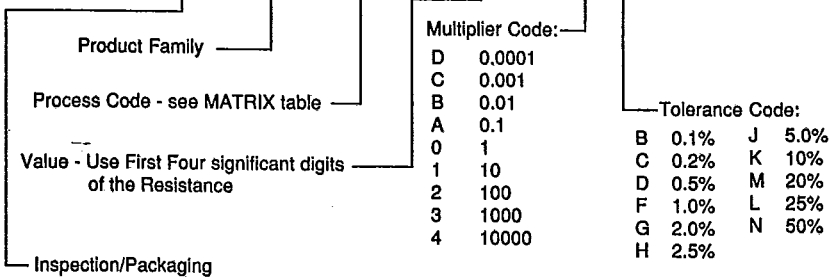 Product Family
Process Code - see MATRIX table
Value - Use First Four significant digits
of the Resistance
Inspection/Packaging
Multiplier Code:
D 0.0001
C 0.001
B 0.01
A 0.1
0 1
1 10
2 100
3 1000
4 10000
Tolerance Code:
B 0.1% J 5.0%
C 0.2% K 10%
D 0.5% M 20%
F 1.0% L 25%
G 2.0% N 50%
H 2.5%